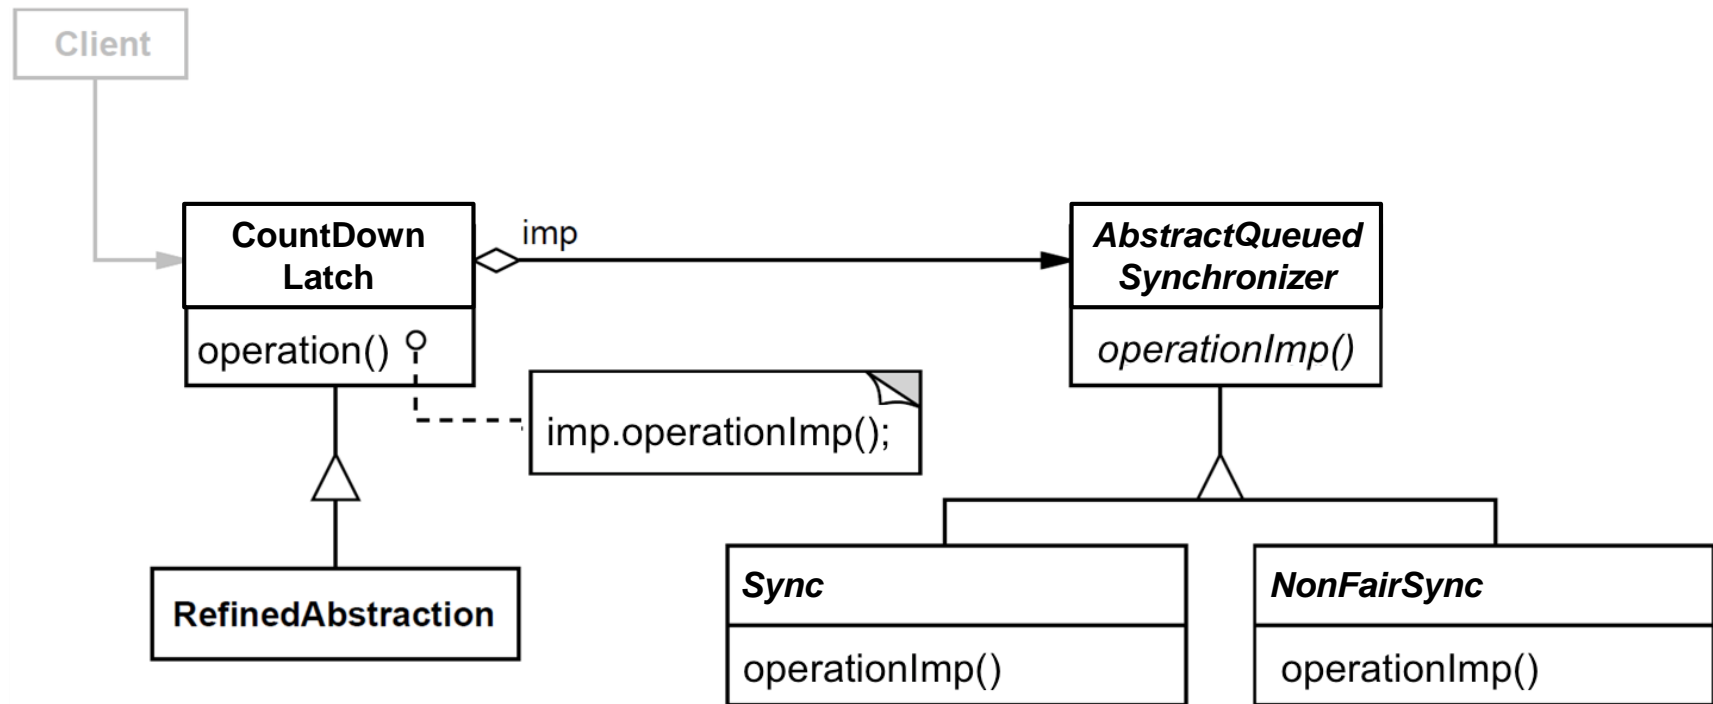 Client
CountDown
Latch
imp
AbstractQueued
Synchronizer
operation()
operationImp()
imp.operationImp();
RefinedAbstraction
Sync
NonFairSync
operationImp()
operationImp()